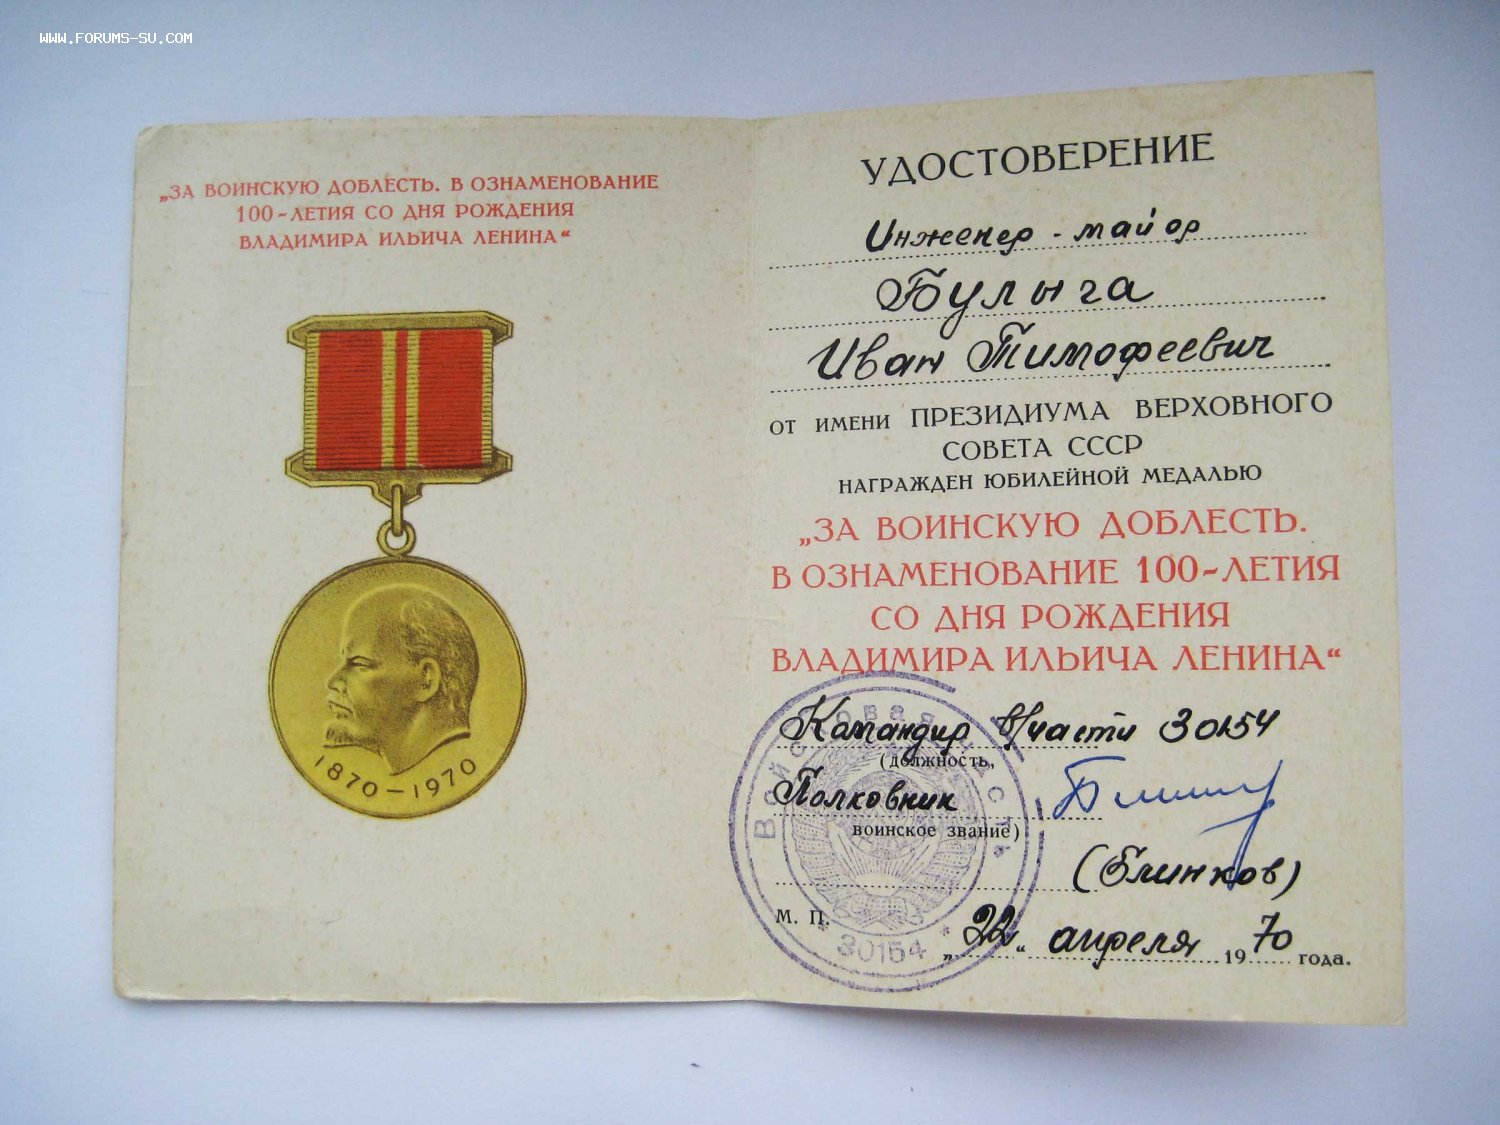 WWW.FORUMS-SU.COM
„ЗА ВОИНСКУЮ ДОБЛЕСТЬ. В ОЗНАМЕНОВАНИЕ
100-ЛЕТИЯ СО ДНЯ РОЖДЕНИЯ
ВЛАДИМИРА ИЛЬИЧА ЛЕНИНА“
1870-1970
УДОСТОВЕРЕНИЕ
Инженер-майор
Булыга
Иван Тимофеевич
ОТ ИМЕНИ ПРЕЗИДИУМА ВЕРХОВНОГО
СОВЕТА СССР
НАГРАЖДЕН ЮБИЛЕЙНОЙ МЕДАЛЬЮ
„ЗА ВОИНСКУЮ ДОБЛЕСТЬ.
В ОЗНАМЕНОВАНИЕ 100-ЛЕТИЯ
СО ДНЯ РОЖДЕНИЯ
ВЛАДИМИРА ИЛЬИЧА ЛЕНИНА“
Командир в/части 30154
(должность,
Полковник
воинское звание)
(Блинков)
М. П.
„22“ апреля 1970 года.
Войсковая часть
* 30154 *